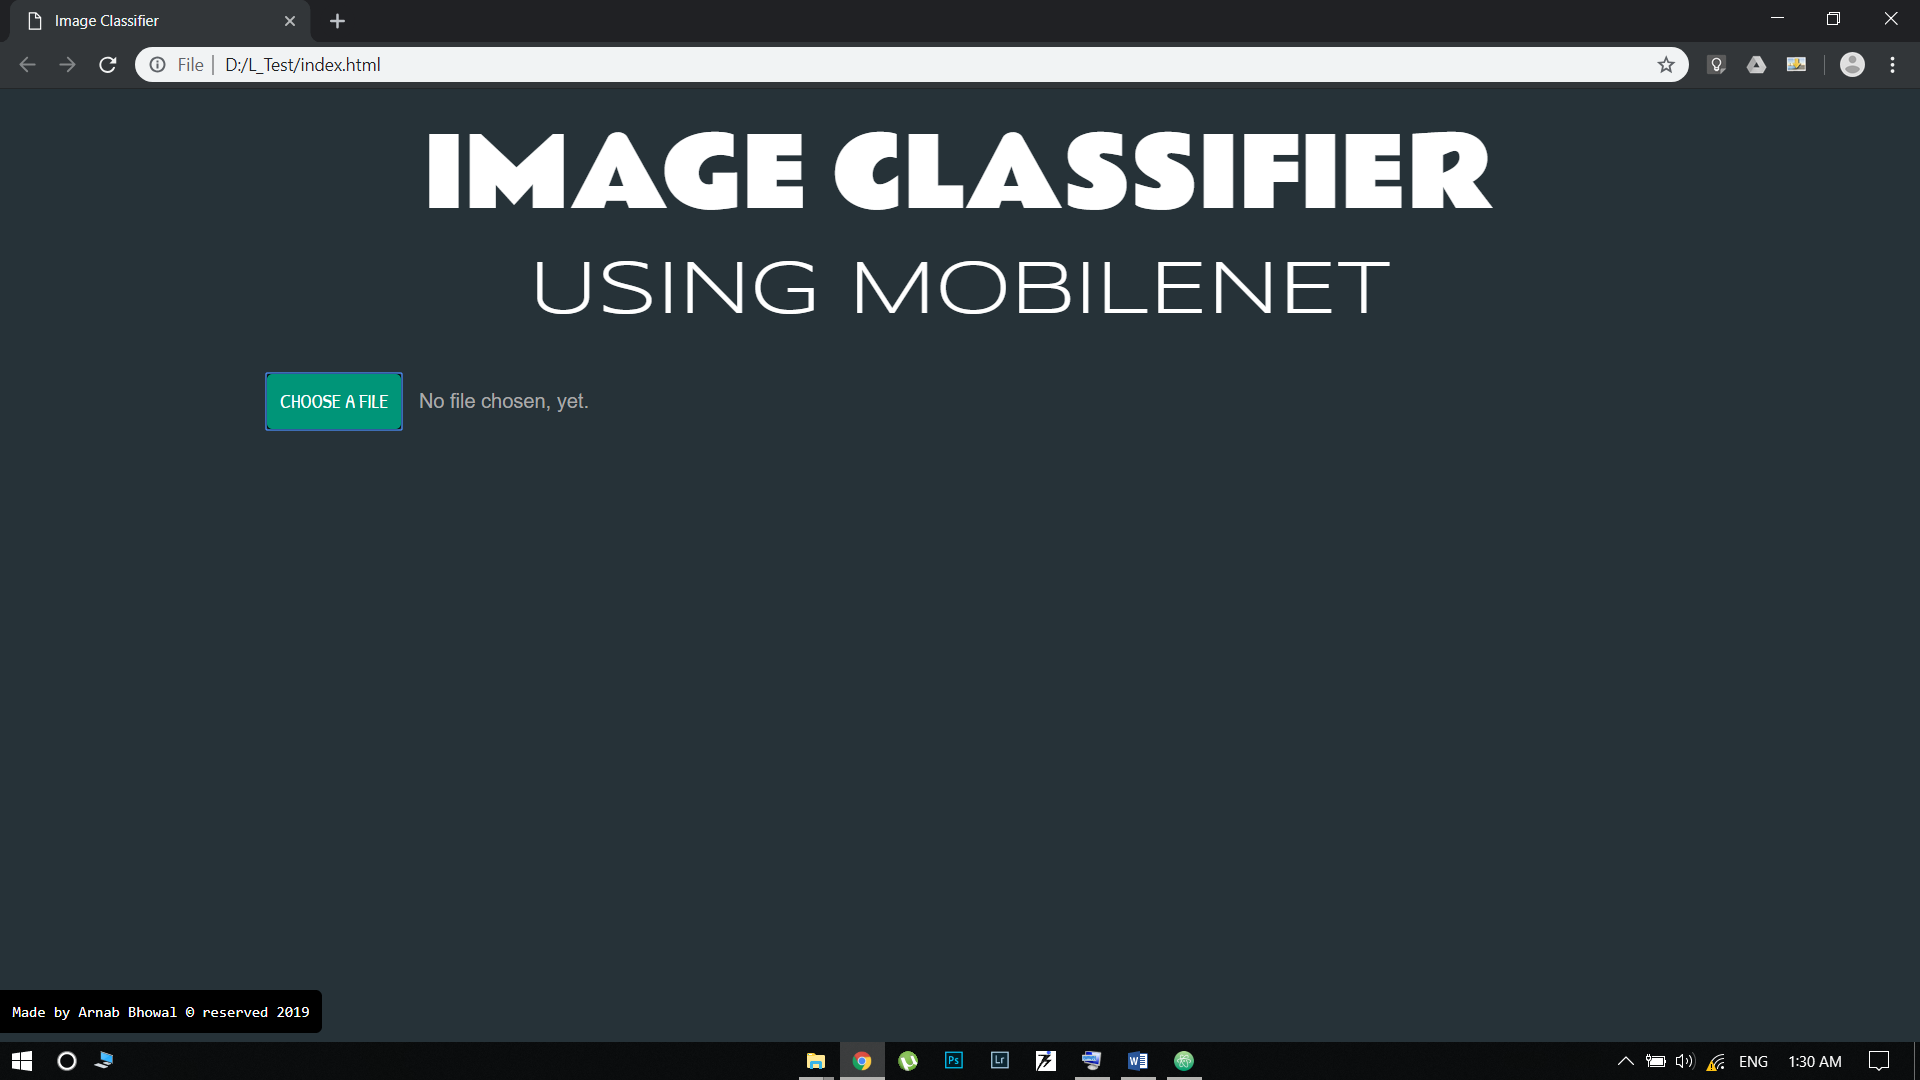 Image Classifier
File D:/L_Test/index.html
IMAGE CLASSIFIER
USING MOBILENET
CHOOSE A FILE No file chosen, yet.
Made by Arnab Bhowal © reserved 2019
Ps Lr W ENG 1:30 AM